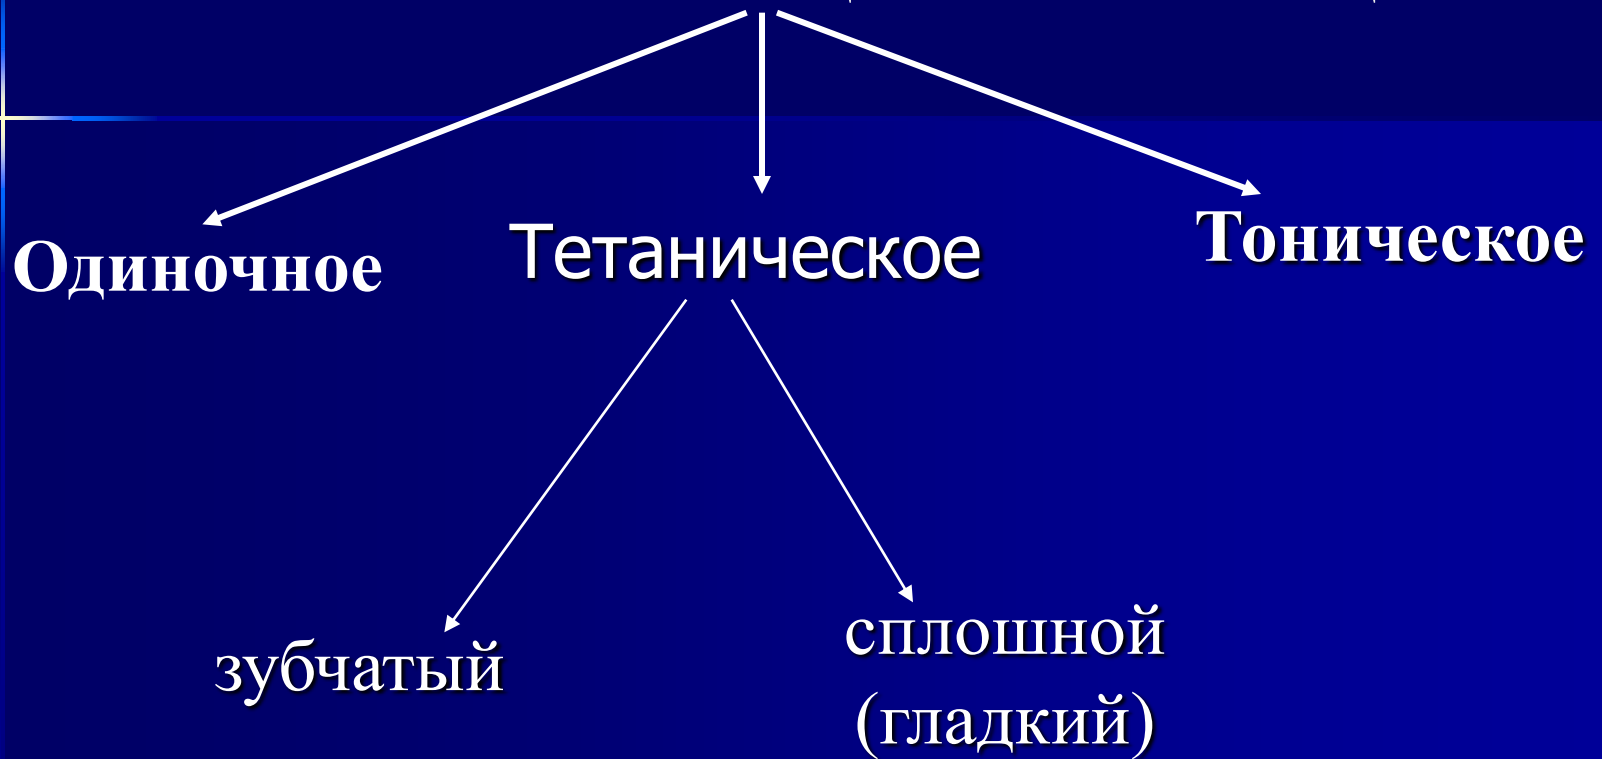 Одиночное
Тетаническое
Тоническое
зубчатый
сплошной
(гладкий)